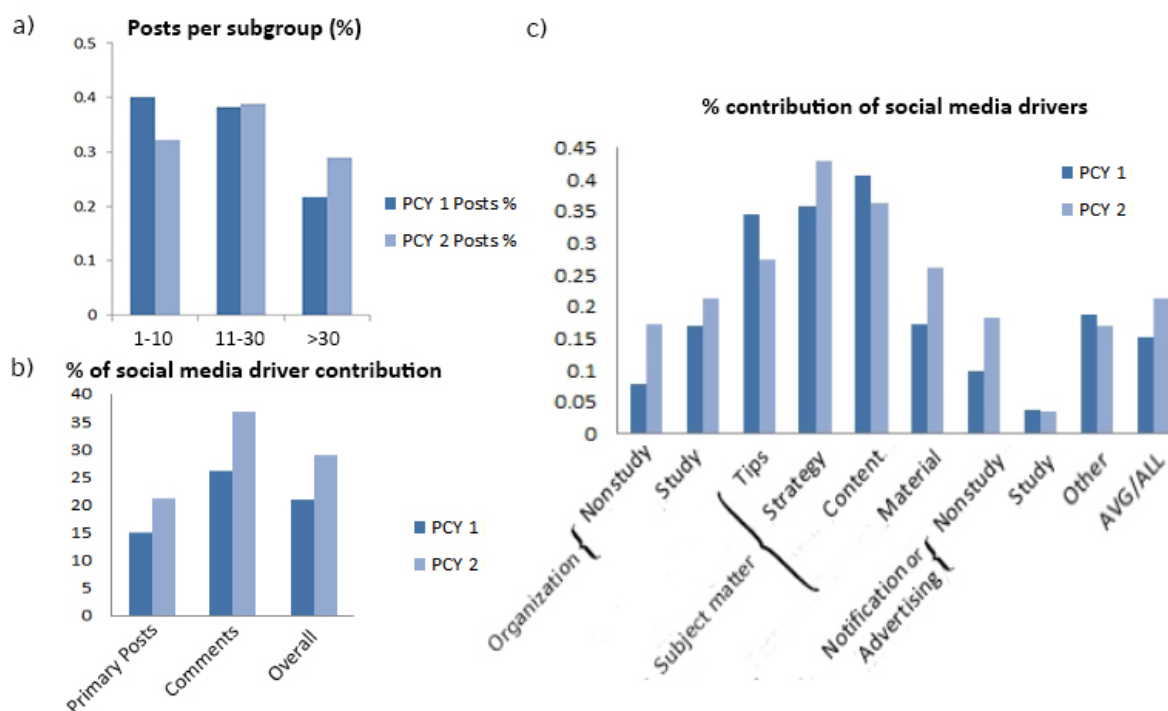 a)
Posts per subgroup (%)
0.5
0.4
0.3
0.2
0.1
0
1-10
11-30
>30
PCY 1 Posts %
PCY 2 Posts %
b)
% of social media driver contribution
40
35
30
25
20
15
10
5
0
Primary Posts
Comments
Overall
PCY 1
PCY 2
c)
% contribution of social media drivers
0.45
0.4
0.35
0.3
0.25
0.2
0.15
0.1
0.05
0
PCY 1
PCY 2
Nonstudy
Study
Tips
Strategy
Content
Material
Nonstudy
Study
Other
AVG/ALL
Organization
Subject matter
Notification or
Advertising